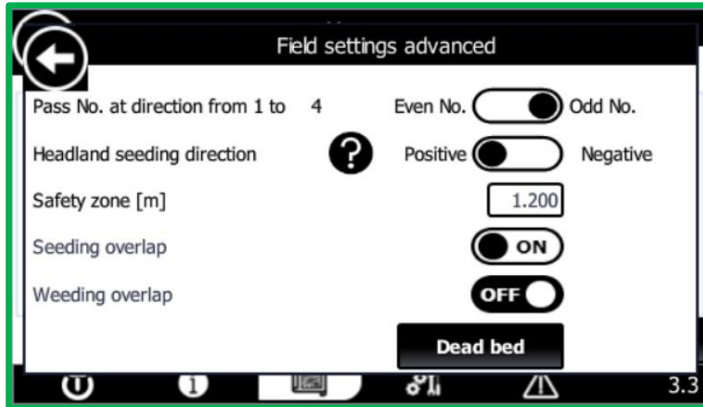 Field settings advanced
Pass No. at direction from 1 to 4 Even No. Odd No.
Headland seeding direction ? Positive Negative
Safety zone [m] 1.200
Seeding overlap ON
Weeding overlap OFF
Dead bed
3.3